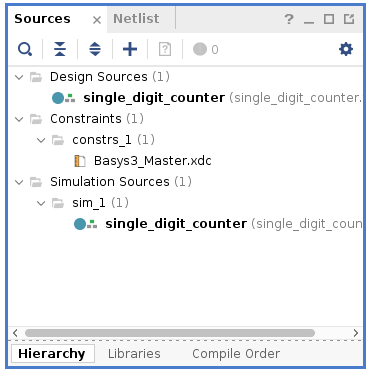 Sources × Netlist ?
0
Design Sources (1)
single_digit_counter (single_digit_counter.
Constraints (1)
constrs_1 (1)
Basys3_Master.xdc
Simulation Sources (1)
sim_1 (1)
single_digit_counter (single_digit_coun
Hierarchy Libraries Compile Order